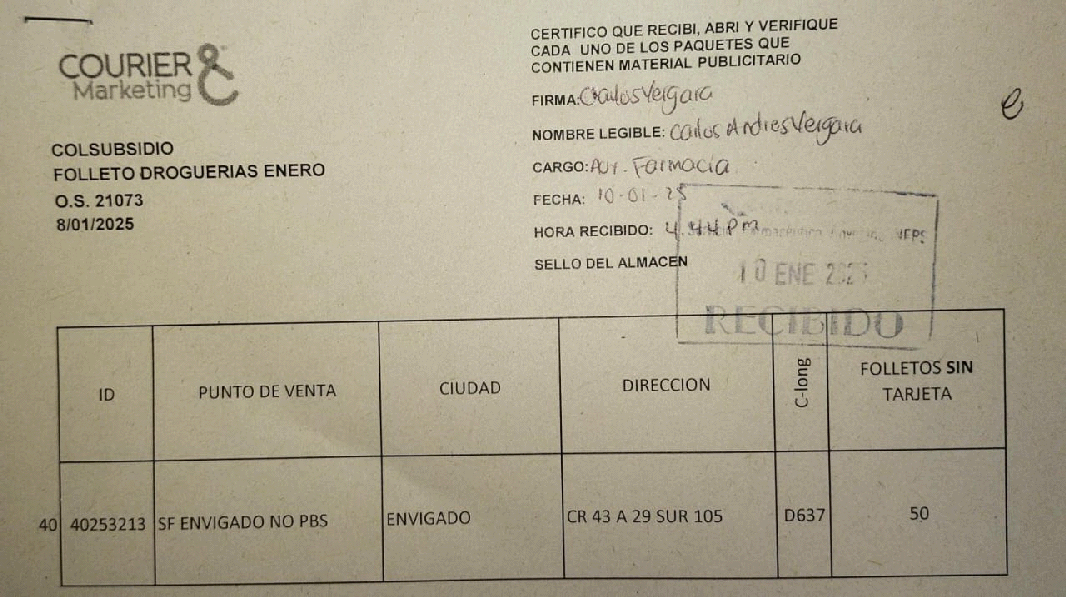 COURIER &
Marketing
COLSUBSIDIO
FOLLETO DROGUERIAS ENERO
O.S. 21073
8/01/2025
CERTIFICO QUE RECIBI, ABRI Y VERIFIQUE
CADA UNO DE LOS PAQUETES QUE
CONTIENEN MATERIAL PUBLICITARIO
FIRMA: Carlos Vergara
NOMBRE LEGIBLE: Carlos Andres Vergara
CARGO: Aux. Farmacia
FECHA: 10-01-25
HORA RECIBIDO: 4:44 Pm
SELLO DEL ALMACEN
10 ENE
RECIBIDO
ID PUNTO DE VENTA CIUDAD DIRECCION C-long FOLLETOS SIN TARJETA
40 40253213 SF ENVIGADO NO PBS ENVIGADO CR 43 A 29 SUR 105 D637 50